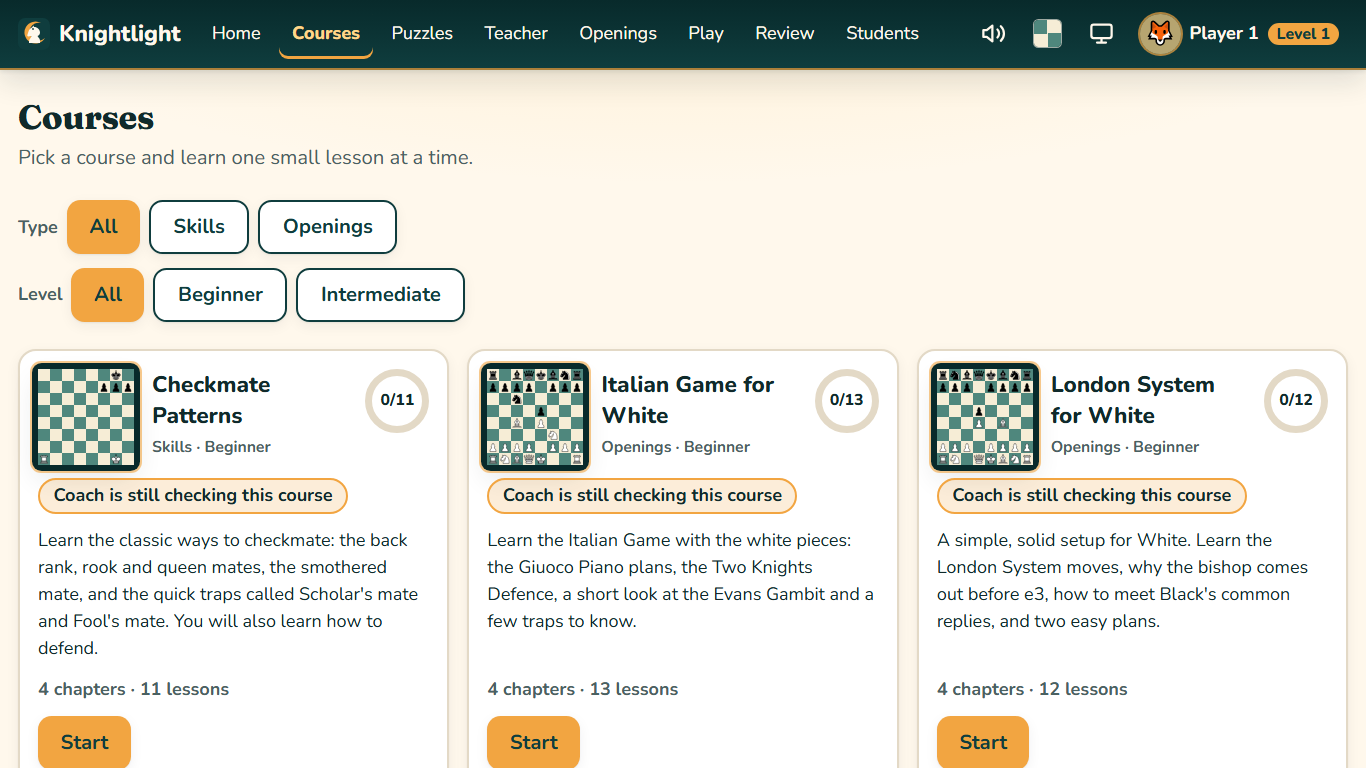 Knightlight Home Courses Puzzles Teacher Openings Play Review Students Player 1 Level 1
Courses
Pick a course and learn one small lesson at a time.
Type All Skills Openings
Level All Beginner Intermediate
Checkmate Patterns
Skills · Beginner
0/11
Coach is still checking this course
Learn the classic ways to checkmate: the back
rank, rook and queen mates, the smothered
mate, and the quick traps called Scholar's mate
and Fool's mate. You will also learn how to
defend.
4 chapters · 11 lessons
Start
Italian Game for White
Openings · Beginner
0/13
Coach is still checking this course
Learn the Italian Game with the white pieces:
the Giuoco Piano plans, the Two Knights
Defence, a short look at the Evans Gambit and a
few traps to know.
4 chapters · 13 lessons
Start
London System for White
Openings · Beginner
0/12
Coach is still checking this course
A simple, solid setup for White. Learn the
London System moves, why the bishop comes
out before e3, how to meet Black's common
replies, and two easy plans.
4 chapters · 12 lessons
Start